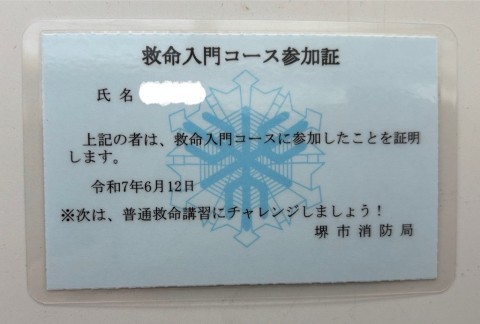 救命入門コース参加証
氏 名
上記の者は、救命入門コースに参加したことを証明
します。
令和7年6月12日
※次は、普通救命講習にチャレンジしましょう！
堺 市 消 防 局